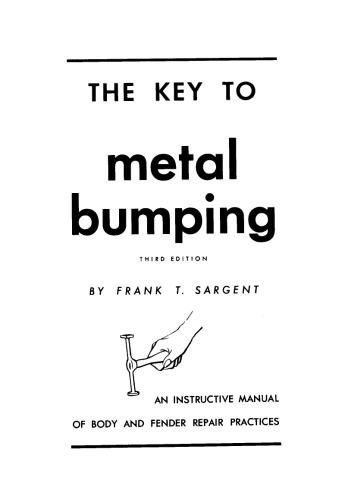 THE KEY TO
metal
bumping
THIRD EDITION
BY FRANK T. SARGENT
AN INSTRUCTIVE MANUAL
OF BODY AND FENDER REPAIR PRACTICES